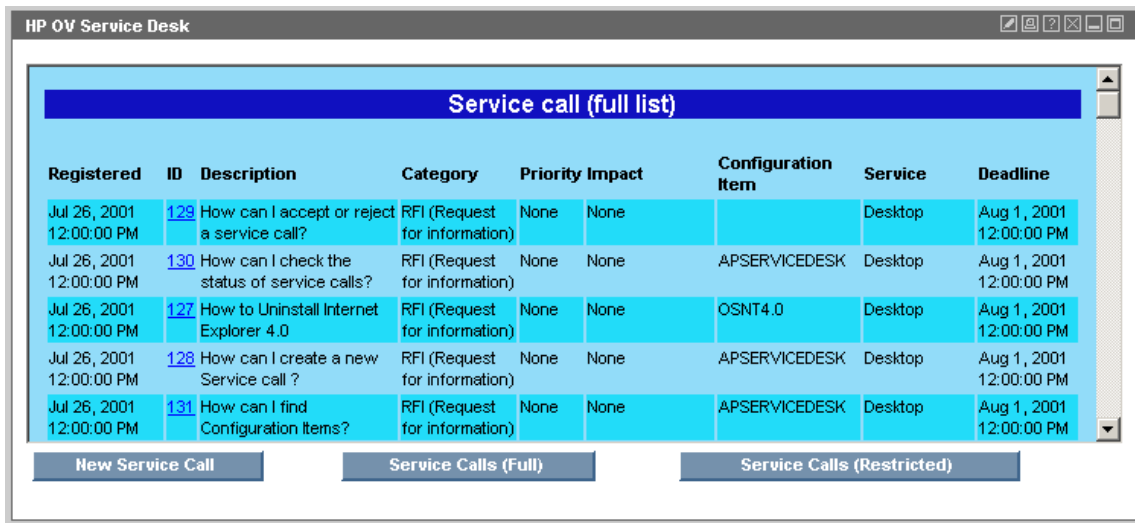 HP OV Service Desk
Service call (full list)
Registered ID Description Category Priority Impact Configuration Item Service Deadline
Jul 26, 2001 129 How can I accept or reject RFI (Request None None Desktop Aug 1, 2001
12:00:00 PM a service call? for information) 12:00:00 PM
Jul 26, 2001 130 How can I check the RFI (Request None None APSERVICEDESK Desktop Aug 1, 2001
12:00:00 PM status of service calls? for information) 12:00:00 PM
Jul 26, 2001 127 How to Uninstall Internet RFI (Request None None OSNT4.0 Desktop Aug 1, 2001
12:00:00 PM Explorer 4.0 for information) 12:00:00 PM
Jul 26, 2001 128 How can I create a new RFI (Request None None APSERVICEDESK Desktop Aug 1, 2001
12:00:00 PM Service call ? for information) 12:00:00 PM
Jul 26, 2001 131 How can I find RFI (Request None None APSERVICEDESK Desktop Aug 1, 2001
12:00:00 PM Configuration Items? for information) 12:00:00 PM
New Service Call Service Calls (Full) Service Calls (Restricted)